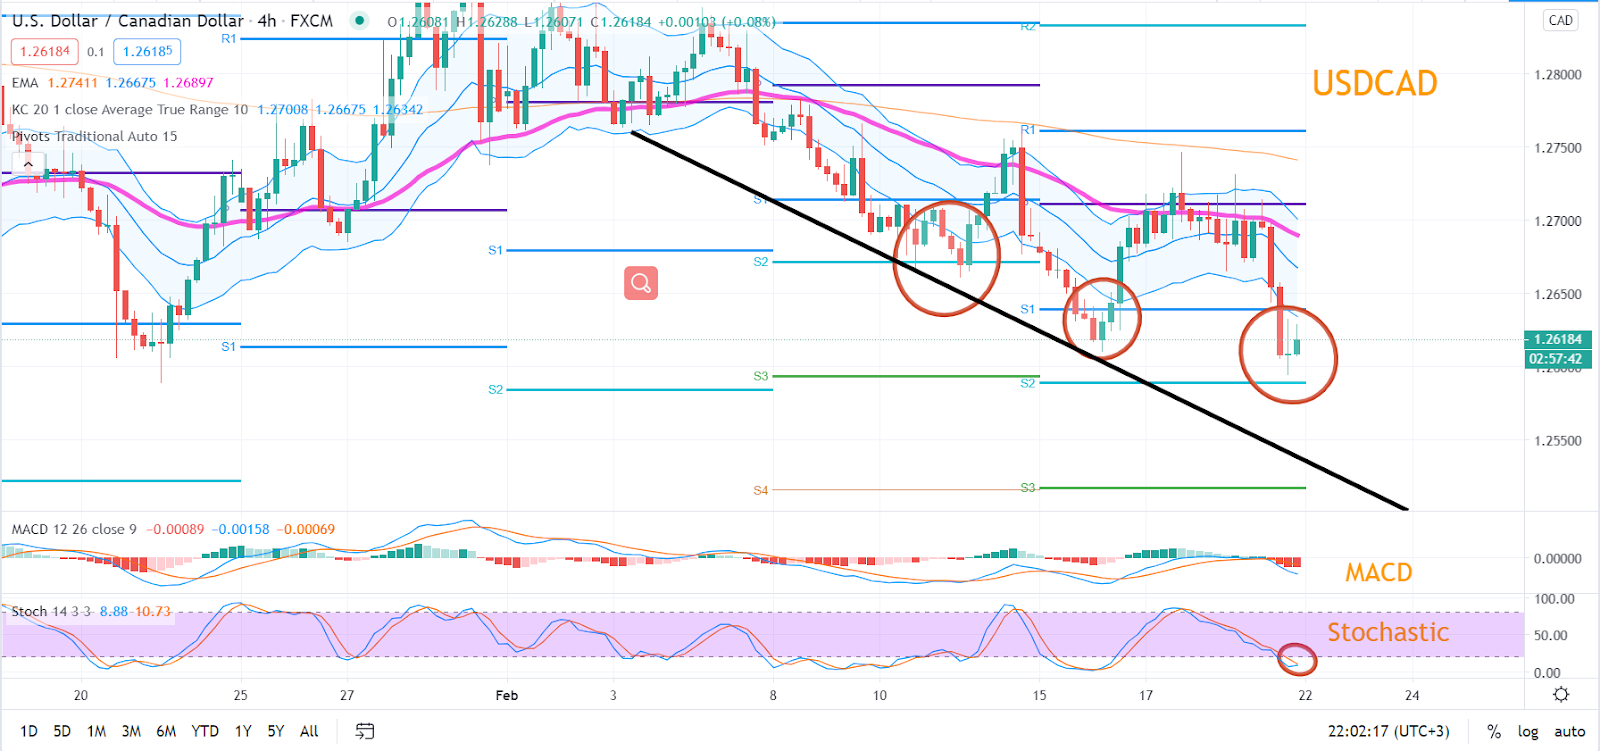 U.S. Dollar / Canadian Dollar · 4h · FXCM O1.26081 H1.26288 L1.26071 C1.26184 +0.00103 (+0.08%)
CAD
1.26184 0.1 1.26185
R1
R2
EMA 1.27411 1.26675 1.26897
KC 20 1 close Average True Range 10 1.27008 1.26675 1.26342
Pivots Traditional Auto 15
USDCAD
1.28000
R1
1.27500
S1
1.27000
S1
S2
1.26500
S1
1.26184
S1
02:57:42
S3
S2
S2
1.25500
S4
S3
MACD 12 26 close 9 −0.00089 −0.00158 −0.00069
0.00000
MACD
Stoch 14 3 3 8.88 10.73
100.00
Stochastic
50.00
0.00
20 25 27 Feb 3 8 10 15 17 22 24
1D 5D 1M 3M 6M YTD 1Y 5Y All
22:02:17 (UTC+3) % log auto